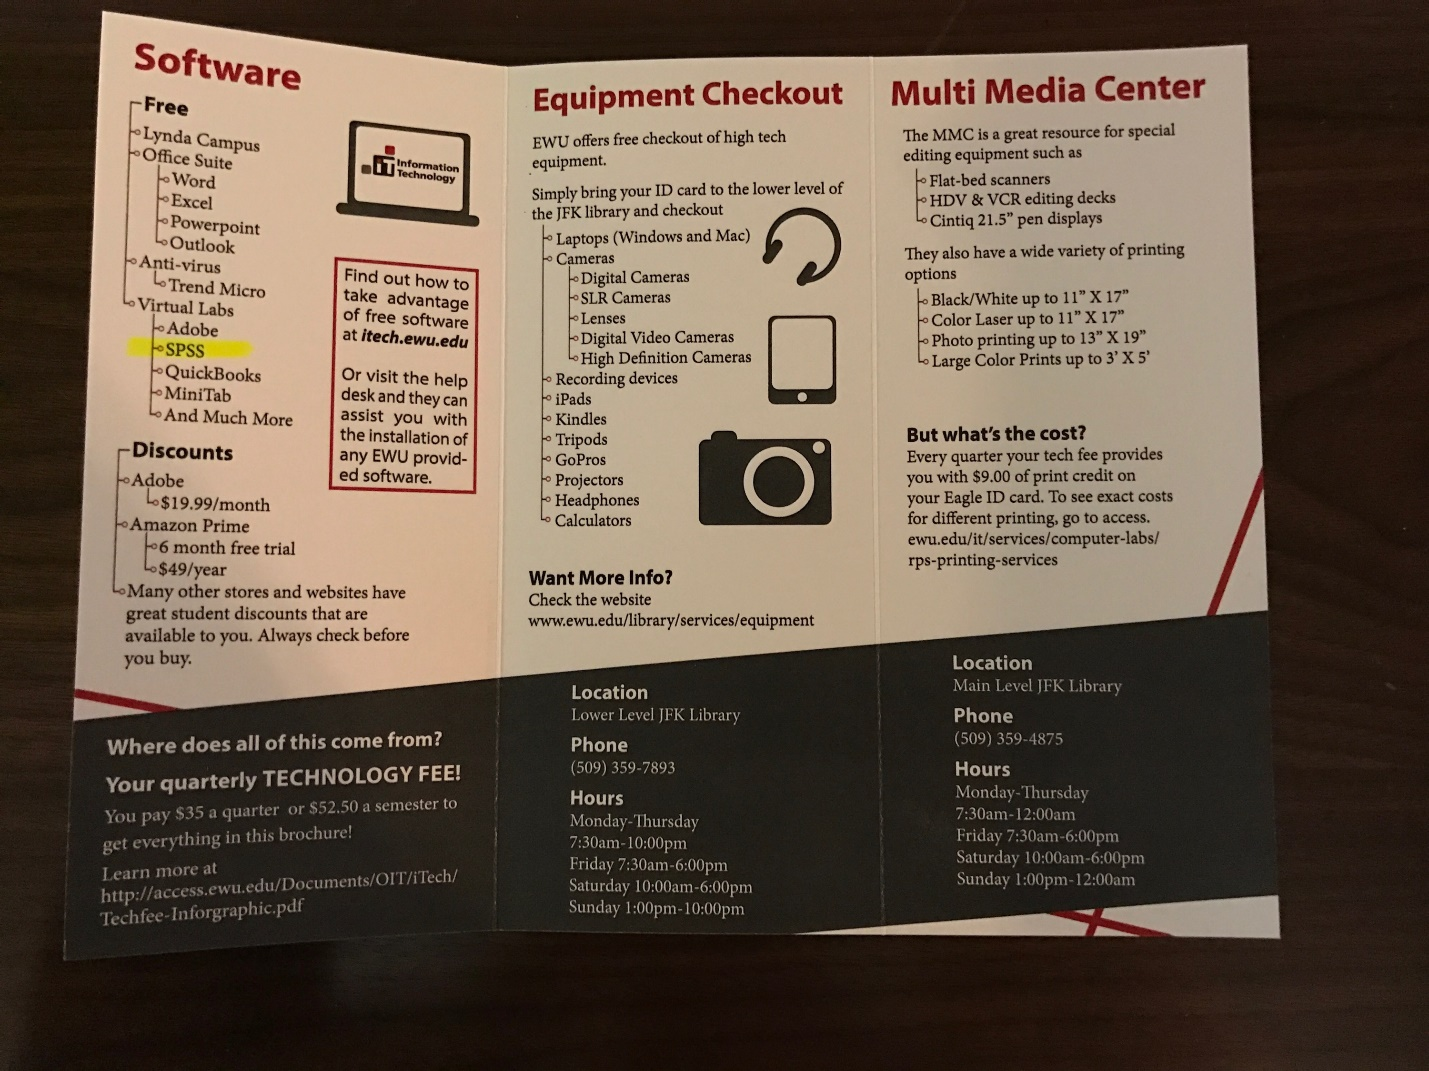 Software
Free
Lynda Campus
Office Suite
Word
Excel
Powerpoint
Outlook
Anti-virus
Trend Micro
Virtual Labs
Adobe
SPSS
QuickBooks
MiniTab
And Much More
Discounts
Adobe
$19.99/month
Amazon Prime
6 month free trial
$49/year
Many other stores and websites have
great student discounts that are
available to you. Always check before
you buy.
Information
Technology
Find out how to
take advantage
of free software
at itech.ewu.edu
Or visit the help
desk and they can
assist you with
the installation of
any EWU provid-
ed software.
Where does all of this come from?
Your quarterly TECHNOLOGY FEE!
You pay $35 a quarter or $52.50 a semester to
get everything in this brochure!
Learn more at
http://access.ewu.edu/Documents/OIT/iTech/
Techfee-Inforgraphic.pdf
Equipment Checkout
EWU offers free checkout of high tech
equipment.
Simply bring your ID card to the lower level of
the JFK library and checkout
Laptops (Windows and Mac)
Cameras
Digital Cameras
SLR Cameras
Lenses
Digital Video Cameras
High Definition Cameras
Recording devices
iPads
Kindles
Tripods
GoPros
Projectors
Headphones
Calculators
Want More Info?
Check the website
www.ewu.edu/library/services/equipment
Location
Lower Level JFK Library
Phone
(509) 359-7893
Hours
Monday-Thursday
7:30am-10:00pm
Friday 7:30am-6:00pm
Saturday 10:00am-6:00pm
Sunday 1:00pm-10:00pm
Multi Media Center
The MMC is a great resource for special
editing equipment such as
Flat-bed scanners
HDV & VCR editing decks
Cintiq 21.5" pen displays
They also have a wide variety of printing
options
Black/White up to 11” X 17”
Color Laser up to 11” X 17”
Photo printing up to 13” X 19”
Large Color Prints up to 3' X 5'
But what's the cost?
Every quarter your tech fee provides
you with $9.00 of print credit on
your Eagle ID card. To see exact costs
for different printing, go to access.
ewu.edu/it/services/computer-labs/
rps-printing-services
Location
Main Level JFK Library
Phone
(509) 359-4875
Hours
Monday-Thursday
7:30am-12:00am
Friday 7:30am-6:00pm
Saturday 10:00am-6:00pm
Sunday 1:00pm-12:00am